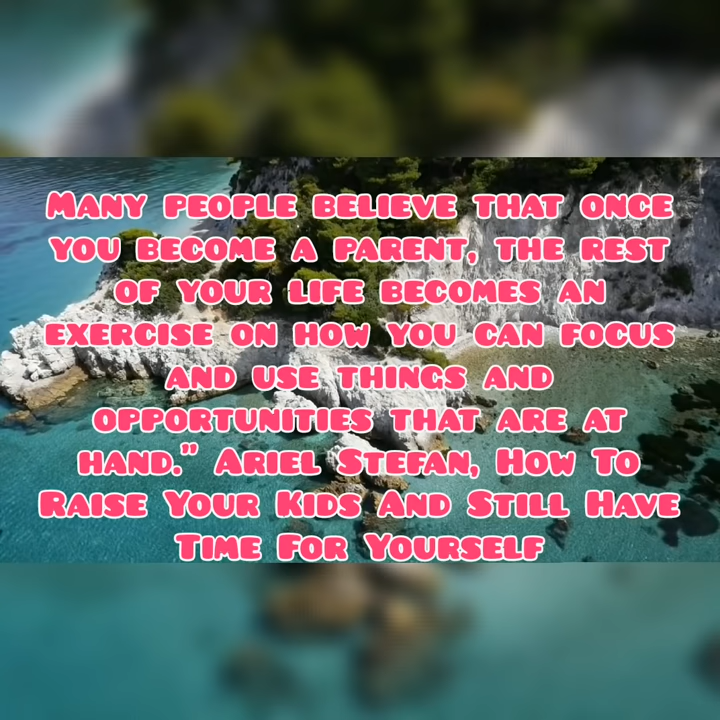 Many people believe that once
you become a parent, the rest
of your life becomes an
exercise on how you can focus
and use things and
opportunities that are at
hand.” Ariel Stefan, How To
Raise Your Kids And Still Have
Time For Yourself